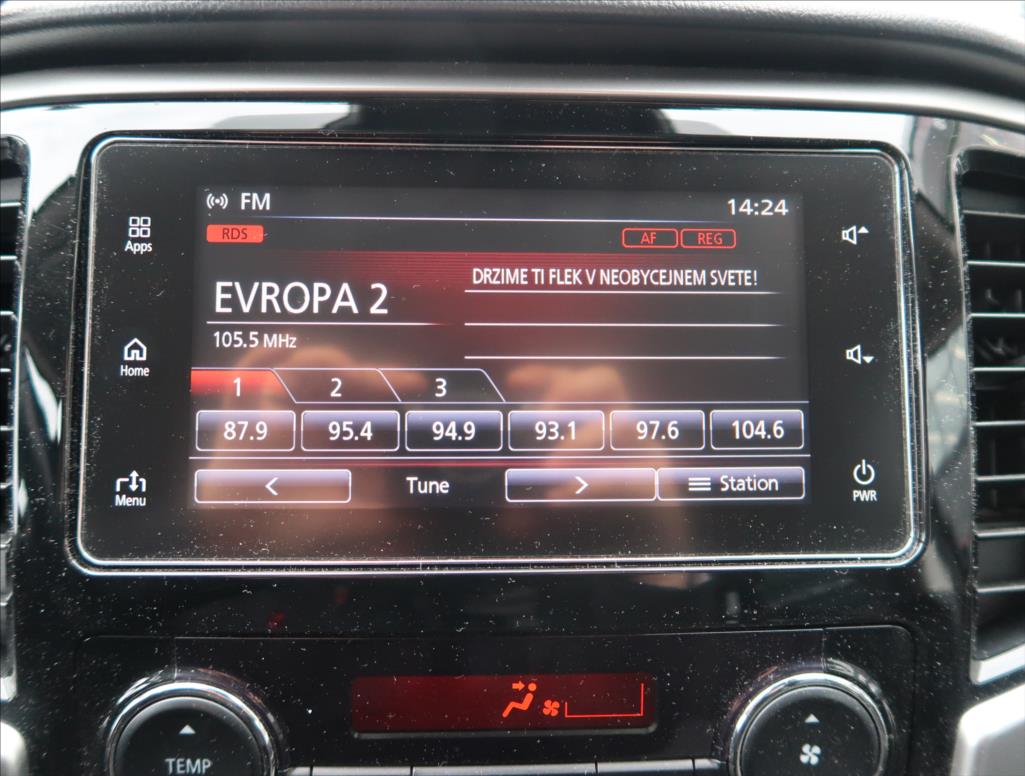 FM 14:24
RDS AF REG
Apps
DRZIME TI FLEK V NEOBYCEJNEM SVETE!
EVROPA 2
105.5 MHz
Home
1 2 3
87.9 95.4 94.9 93.1 97.6 104.6
< Tune > Station
Menu PWR
TEMP